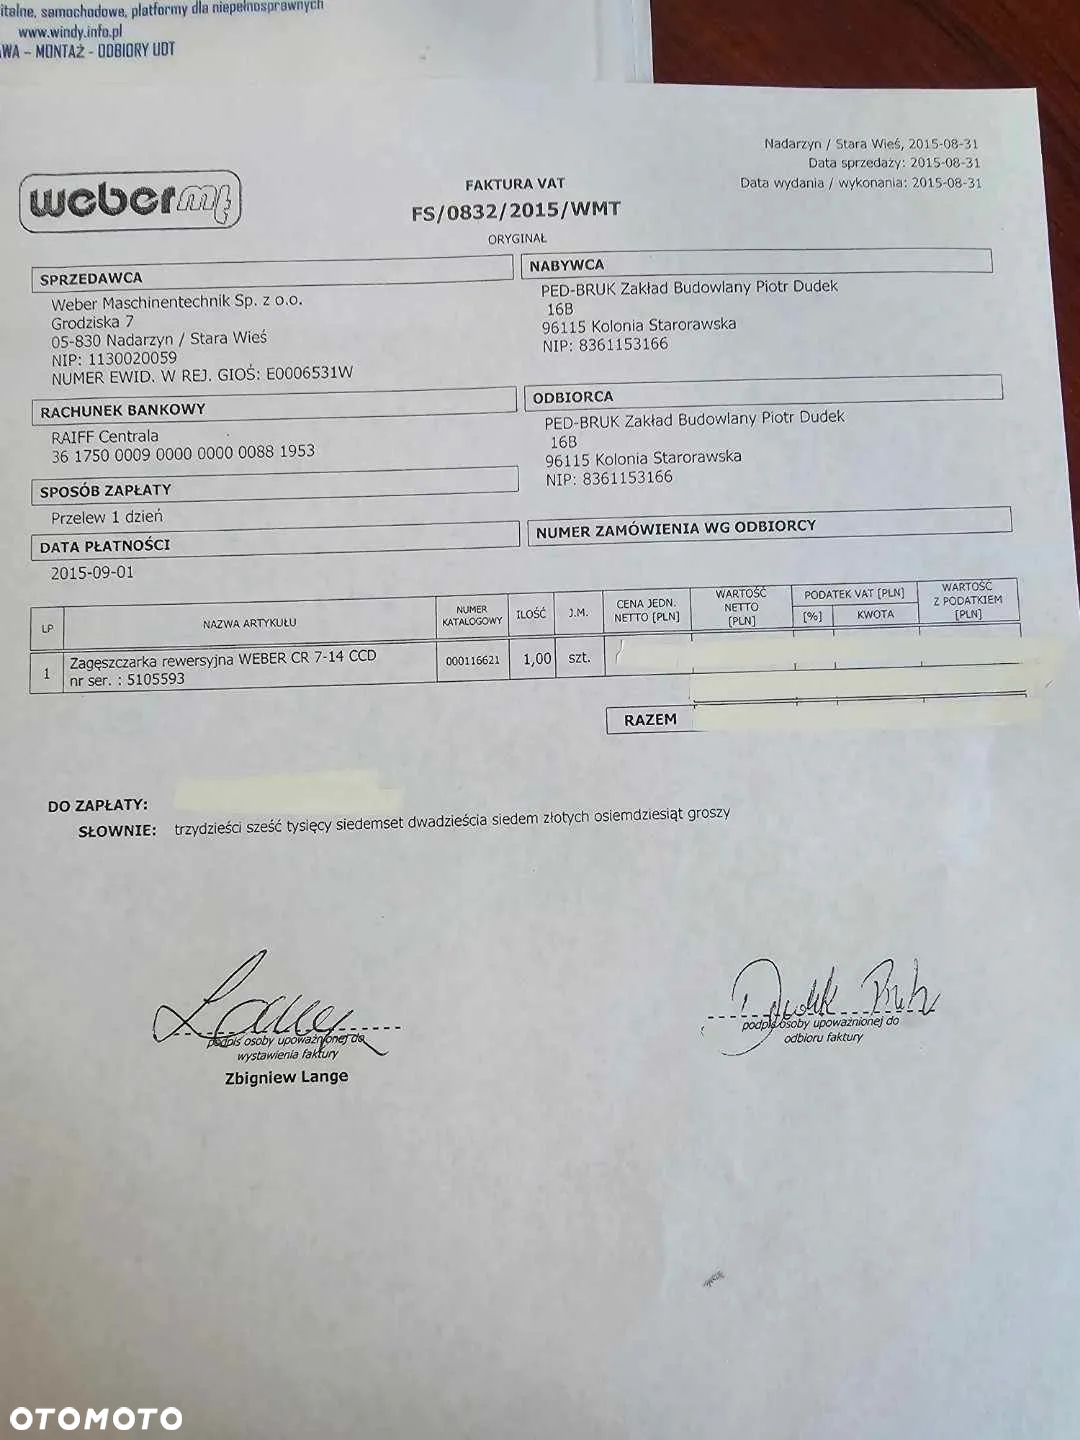 italne, samochodowe, platformy dla niepełnosprawnych
www.windy.info.pl
WA – MONTAŻ - ODBIORY UDT
Nadarzyn / Stara Wieś, 2015-08-31
Data sprzedaży: 2015-08-31
Data wydania / wykonania: 2015-08-31
weber mt
FAKTURA VAT
FS/0832/2015/WMT
ORYGINAŁ
SPRZEDAWCA
Weber Maschinentechnik Sp. z o.o.
Grodziska 7
05-830 Nadarzyn / Stara Wieś
NIP: 1130020059
NUMER EWID. W REJ. GIOŚ: E0006531W
NABYWCA
PED-BRUK Zakład Budowlany Piotr Dudek
16B
96115 Kolonia Starorawska
NIP: 8361153166
RACHUNEK BANKOWY
RAIFF Centrala
36 1750 0009 0000 0000 0088 1953
ODBIORCA
PED-BRUK Zakład Budowlany Piotr Dudek
16B
96115 Kolonia Starorawska
NIP: 8361153166
SPOSÓB ZAPŁATY
Przelew 1 dzień
DATA PŁATNOŚCI
2015-09-01
NUMER ZAMÓWIENIA WG ODBIORCY
LP NAZWA ARTYKUŁU NUMER KATALOGOWY ILOŚĆ J.M. CENA JEDN. NETTO [PLN] WARTOŚĆ NETTO [PLN] PODATEK VAT [PLN] [%] KWOTA WARTOŚĆ Z PODATKIEM [PLN]
1 Zagęszczarka rewersyjna WEBER CR 7-14 CCD 000116621 1,00 szt.
nr ser. : 5105593
RAZEM
DO ZAPŁATY:
SŁOWNIE: trzydzieści sześć tysięcy siedemset dwadzieścia siedem złotych osiemdziesiąt groszy
Lange
podpis osoby upoważnionej do
wystawienia faktury
Zbigniew Lange
Dudek Piotr
podpis osoby upoważnionej do
odbioru faktury
OTOMOTO